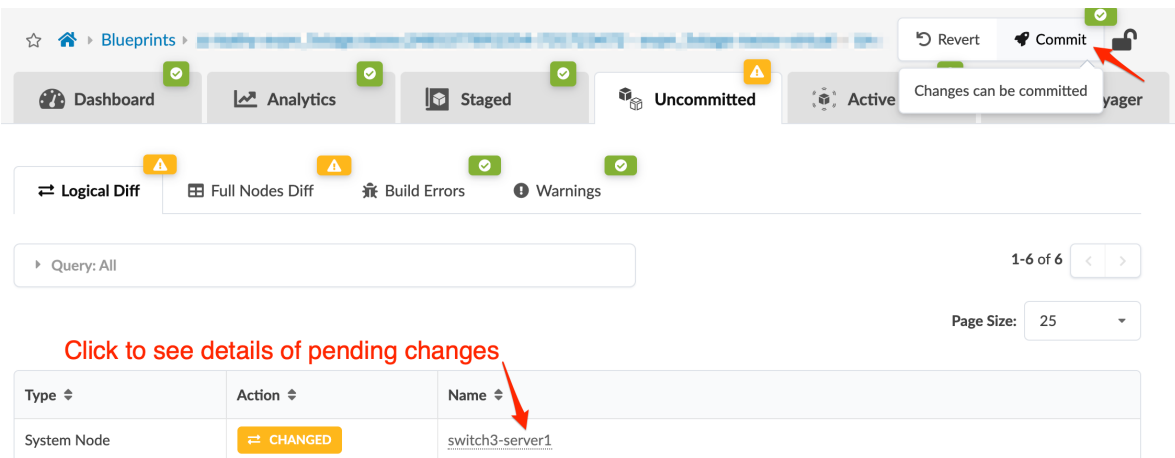 Blueprints
Revert
Commit
Changes can be committed
Dashboard
Analytics
Staged
Uncommitted
Active
yager
Logical Diff
Full Nodes Diff
Build Errors
Warnings
Query: All
1-6 of 6
Page Size: 25
Click to see details of pending changes
Type
Action
Name
System Node
CHANGED
switch3-server1